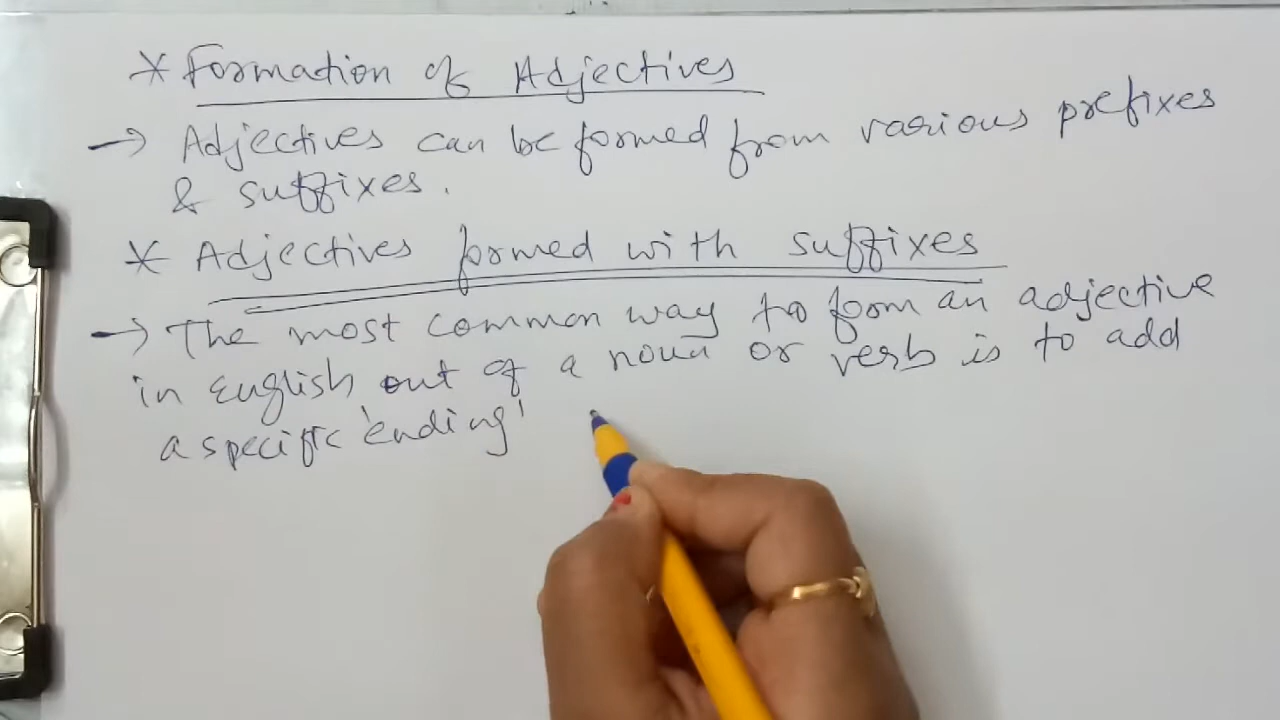 * Formation of Adjectives
→ Adjectives can be formed from various prefixes
& suffixes.
* Adjectives formed with suffixes
→ The most common way to form an adjective
in English out of a noun or verb is to add
a specific 'ending'